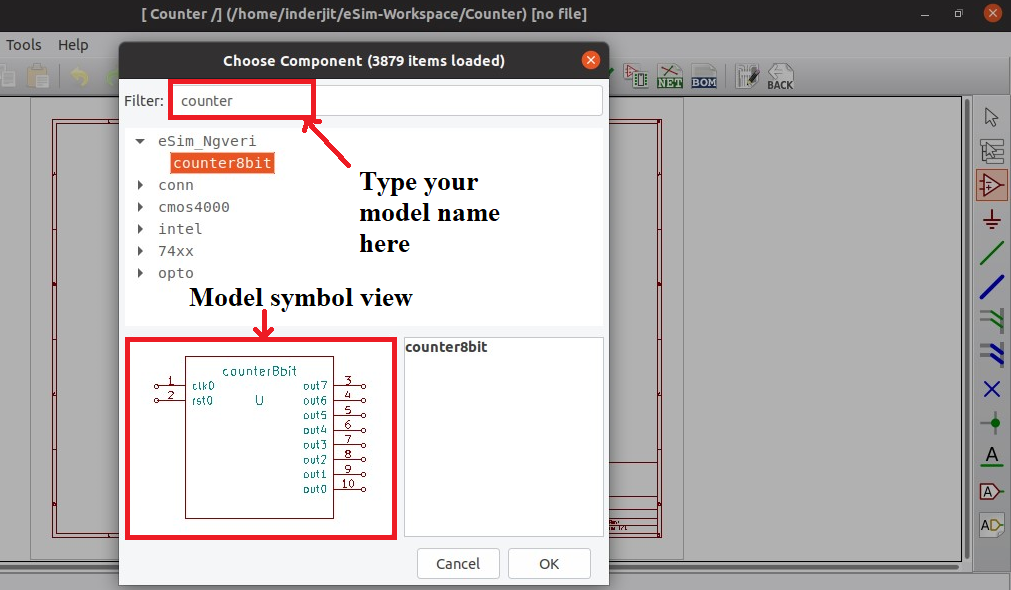 [ Counter /] (/home/inderjit/eSim-Workspace/Counter) [no file]
Tools Help
Choose Component (3879 items loaded)
NET BOM BACK
Filter: counter
eSim_Ngveri
counter8bit
conn
cmos4000
intel
74xx
opto
Type your
model name
here
Model symbol view
counter8bit
counter8bit
U
1 clk0
2 rst0
out7 3
out6 4
out5 5
out4 6
out3 7
out2 8
out1 9
out0 10
A
A
A
Cancel OK